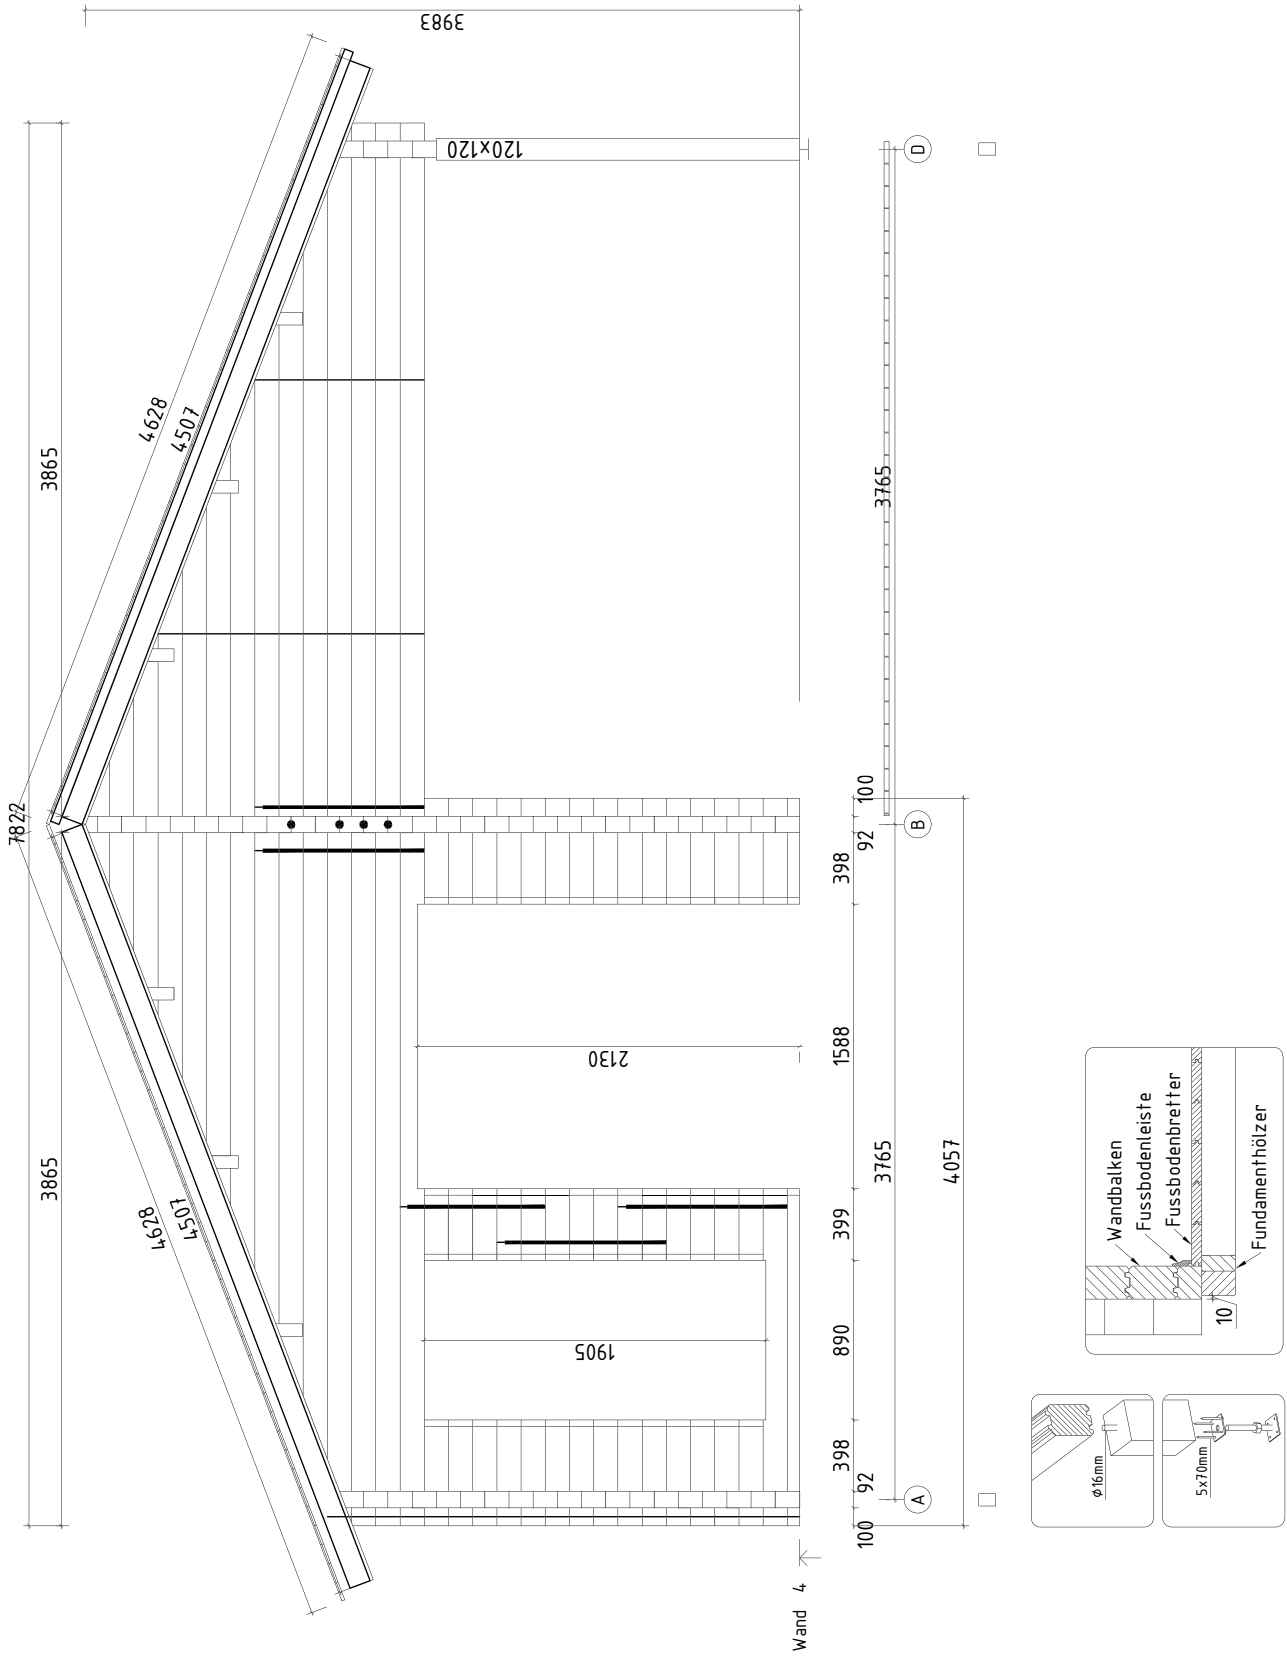 7822
3865
3865
3983
4628
4507
4628
4507
120x120
2130
1905
100
92
398
890
399
1588
398
92
100
3765
3765
4057
A
B
D
Wand 4
Wandbalken
Fussbodenleiste
Fussbodenbretter
Fundamenthölzer
10
ø16mm
5x70mm